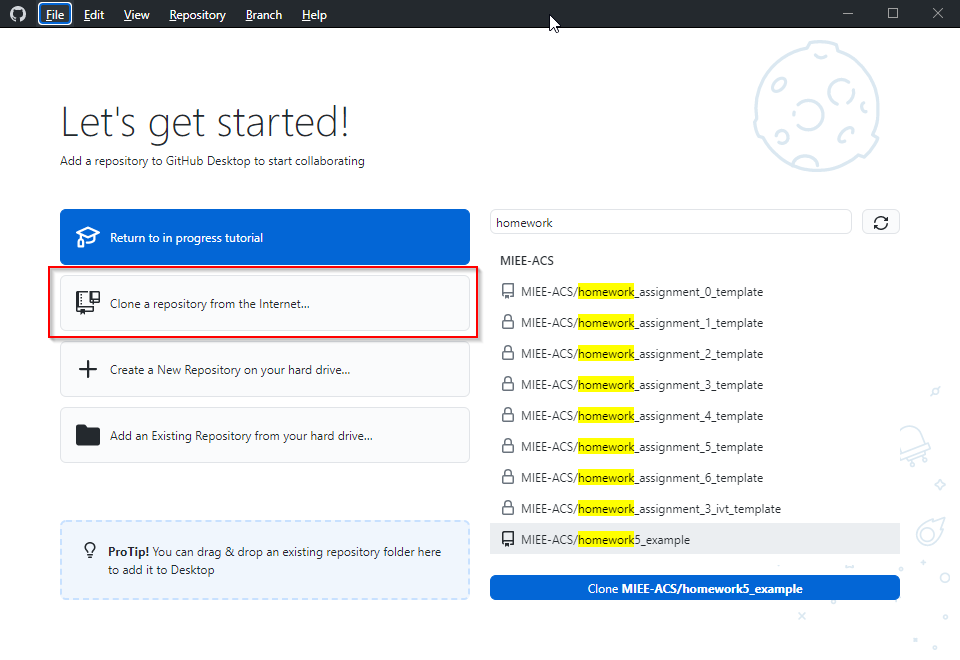 File Edit View Repository Branch Help
Let's get started!
Add a repository to GitHub Desktop to start collaborating
Return to in progress tutorial
Clone a repository from the Internet...
Create a New Repository on your hard drive...
Add an Existing Repository from your hard drive...
ProTip! You can drag & drop an existing repository folder here
to add it to Desktop
homework
MIEE-ACS
MIEE-ACS/homework_assignment_0_template
MIEE-ACS/homework_assignment_1_template
MIEE-ACS/homework_assignment_2_template
MIEE-ACS/homework_assignment_3_template
MIEE-ACS/homework_assignment_4_template
MIEE-ACS/homework_assignment_5_template
MIEE-ACS/homework_assignment_6_template
MIEE-ACS/homework_assignment_3_ivt_template
MIEE-ACS/homework5_example
Clone MIEE-ACS/homework5_example